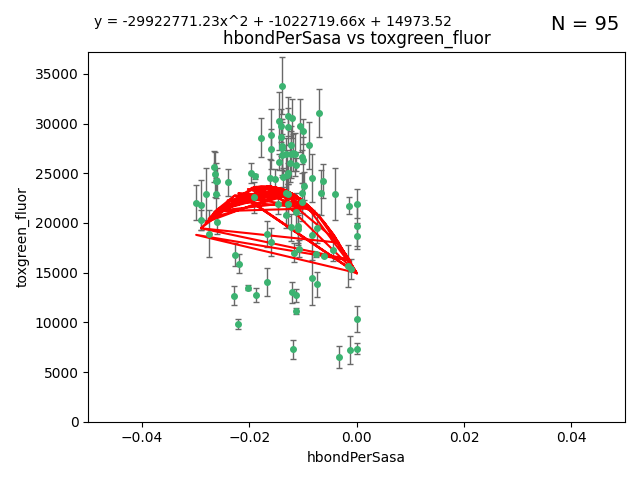 y = -29922771.23x^2 + -1022719.66x + 14973.52
N = 95
hbondPerSasa vs toxgreen_fluor
35000
30000
25000
20000
15000
10000
5000
0
toxgreen_fluor
−0.04
−0.02
0.00
0.02
0.04
hbondPerSasa